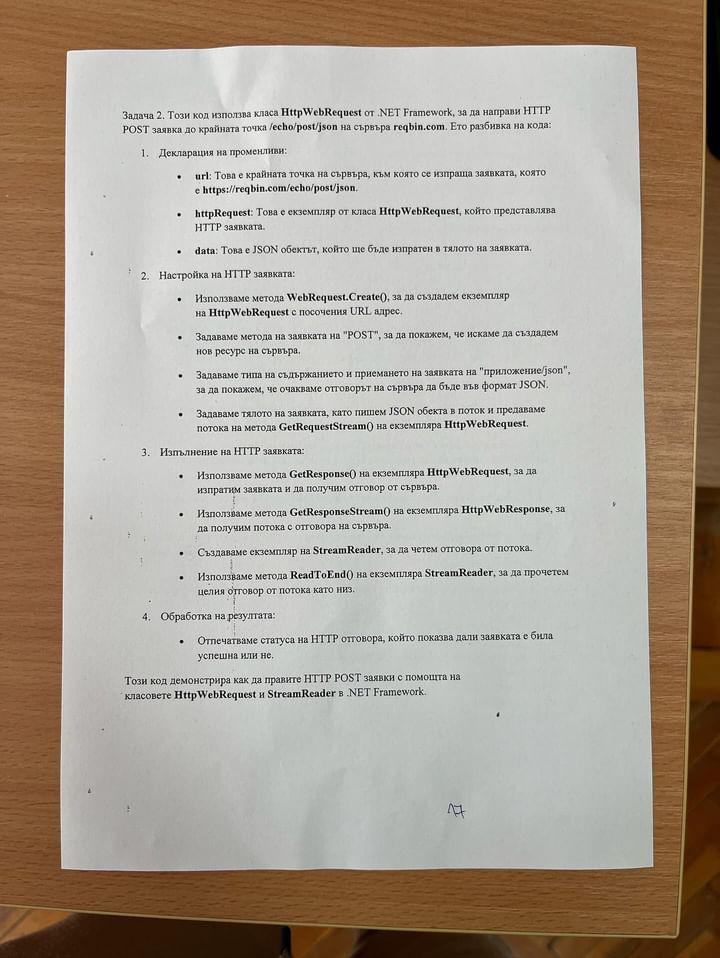 Задача 2. Този код използва класа HttpWebRequest от .NET Framework, за да направи HTTP
POST заявка до крайната точка /echo/post/json на сървъра reqbin.com. Ето разбивка на кода:
1. Декларация на променливи:
• url: Това е крайната точка на сървъра, към която се изпраща заявката, която
е https://reqbin.com/echo/post/json.
• httpRequest: Това е екземпляр от класа HttpWebRequest, който представлява
HTTP заявката.
• data: Това е JSON обектът, който ще бъде изпратен в тялото на заявката.
2. Настройка на HTTP заявката:
• Използваме метода WebRequest.Create(), за да създадем екземпляр
на HttpWebRequest с посочения URL адрес.
• Задаваме метода на заявката на "POST", за да покажем, че искаме да създадем
нов ресурс на сървъра.
• Задаваме типа на съдържанието и приемането на заявката на "приложение/json",
за да покажем, че очакваме отговорът на сървъра да бъде във формат JSON.
• Задаваме тялото на заявката, като пишем JSON обекта в поток и предаваме
потока на метода GetRequestStream() на екземпляра HttpWebRequest.
3. Изпълнение на HTTP заявката:
• Използваме метода GetResponse() на екземпляра HttpWebRequest, за да
изпратим заявката и да получим отговор от сървъра.
• Използваме метода GetResponseStream() на екземпляра HttpWebResponse, за
да получим потока с отговора на сървъра.
• Създаваме екземпляр на StreamReader, за да четем отговора от потока.
• Използваме метода ReadToEnd() на екземпляра StreamReader, за да прочетем
целия отговор от потока като низ.
4. Обработка на резултата:
• Отпечатваме статуса на HTTP отговора, който показва дали заявката е била
успешна или не.
Този код демонстрира как да правите HTTP POST заявки с помощта на
класовете HttpWebRequest и StreamReader в .NET Framework.
17